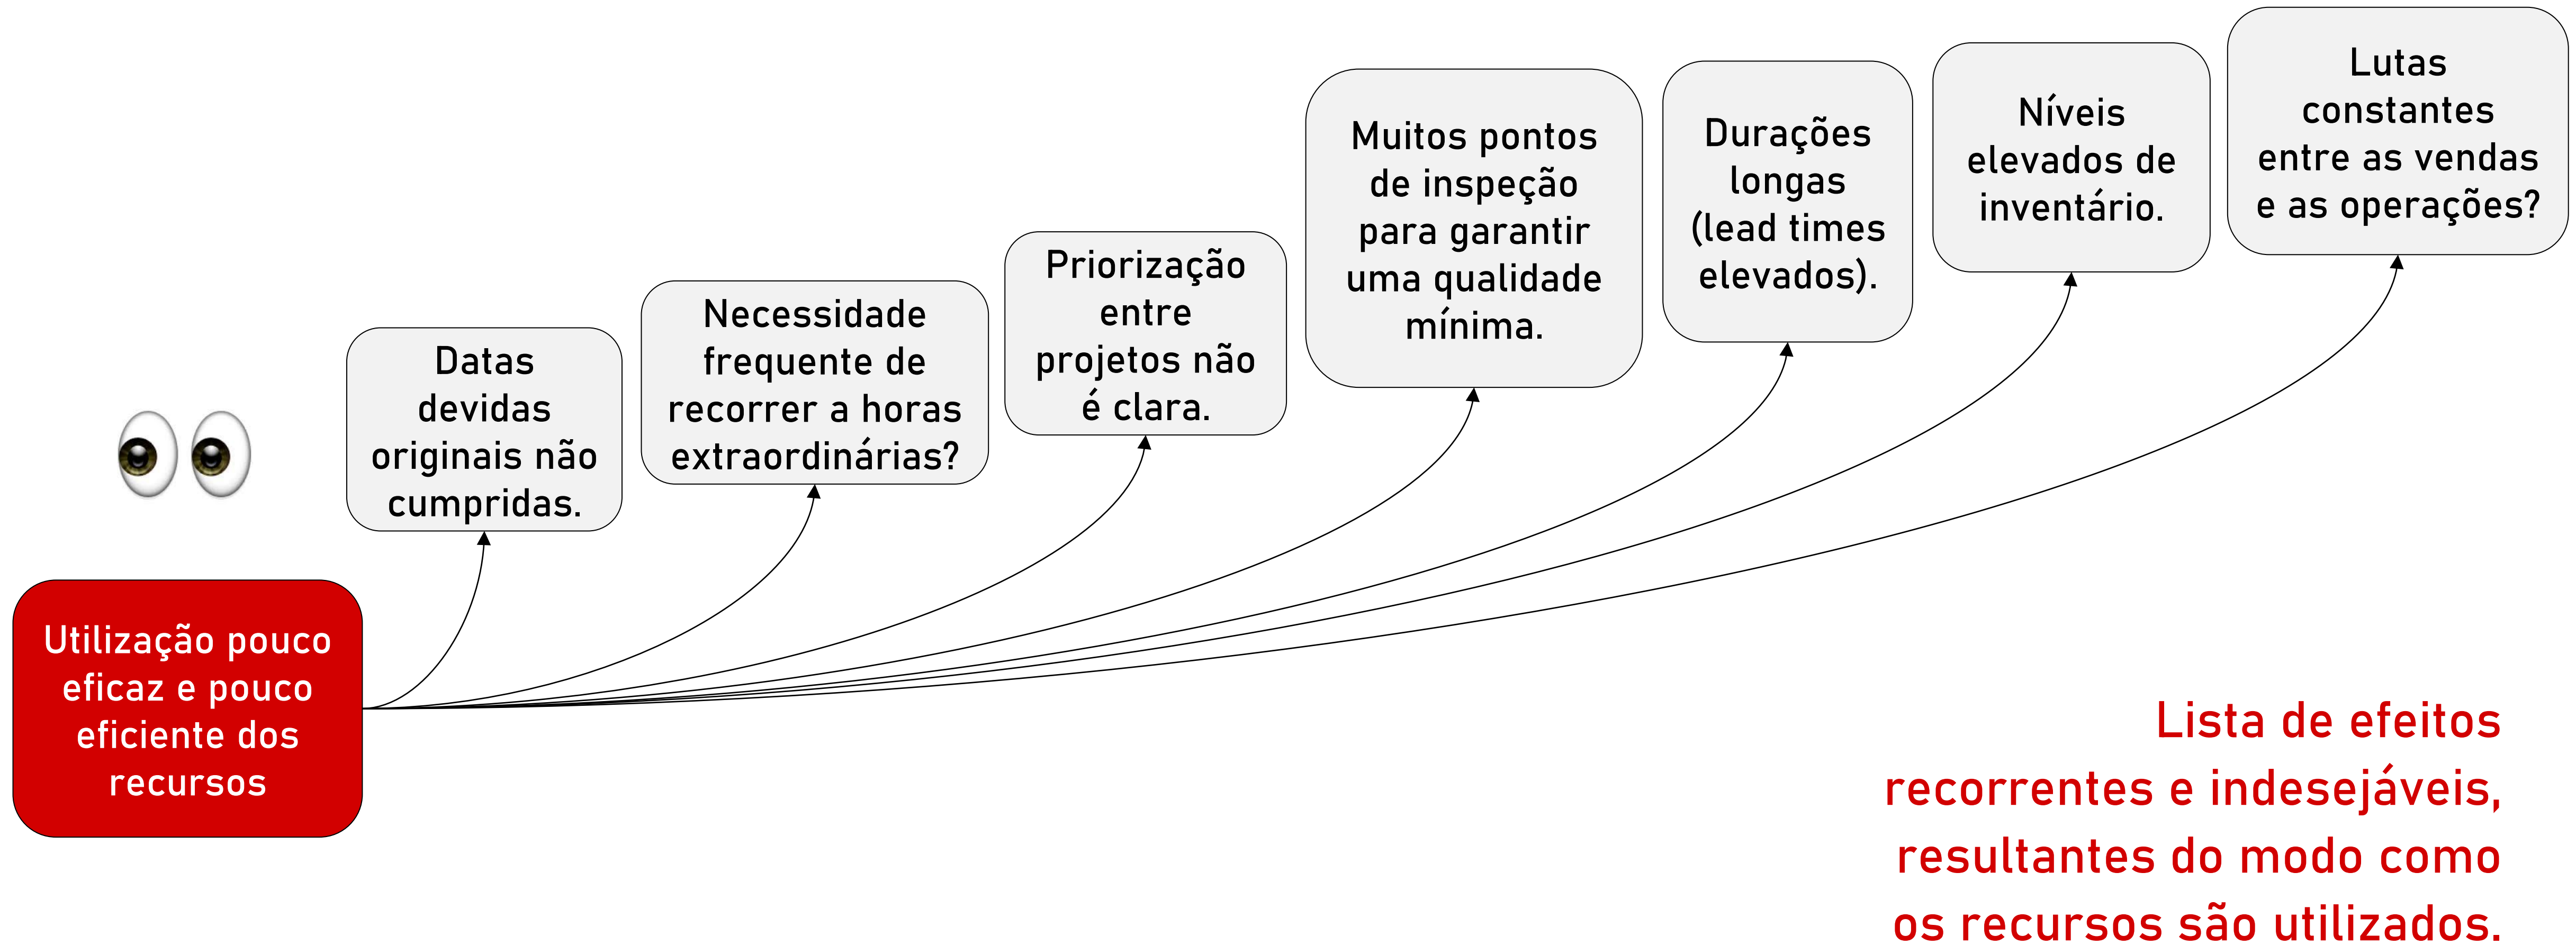 Lutas
constantes
entre as vendas
e as operações?
Níveis
elevados de
inventário.
Durações
longas
(lead times
elevados).
Muitos pontos
de inspeção
para garantir
uma qualidade
mínima.
Priorização
entre
projetos não
é clara.
Necessidade
frequente de
recorrer a horas
extraordinárias?
Datas
devidas
originais não
cumpridas.
Utilização pouco
eficaz e pouco
eficiente dos
recursos
Lista de efeitos
recorrentes e indesejáveis,
resultantes do modo como
os recursos são utilizados.